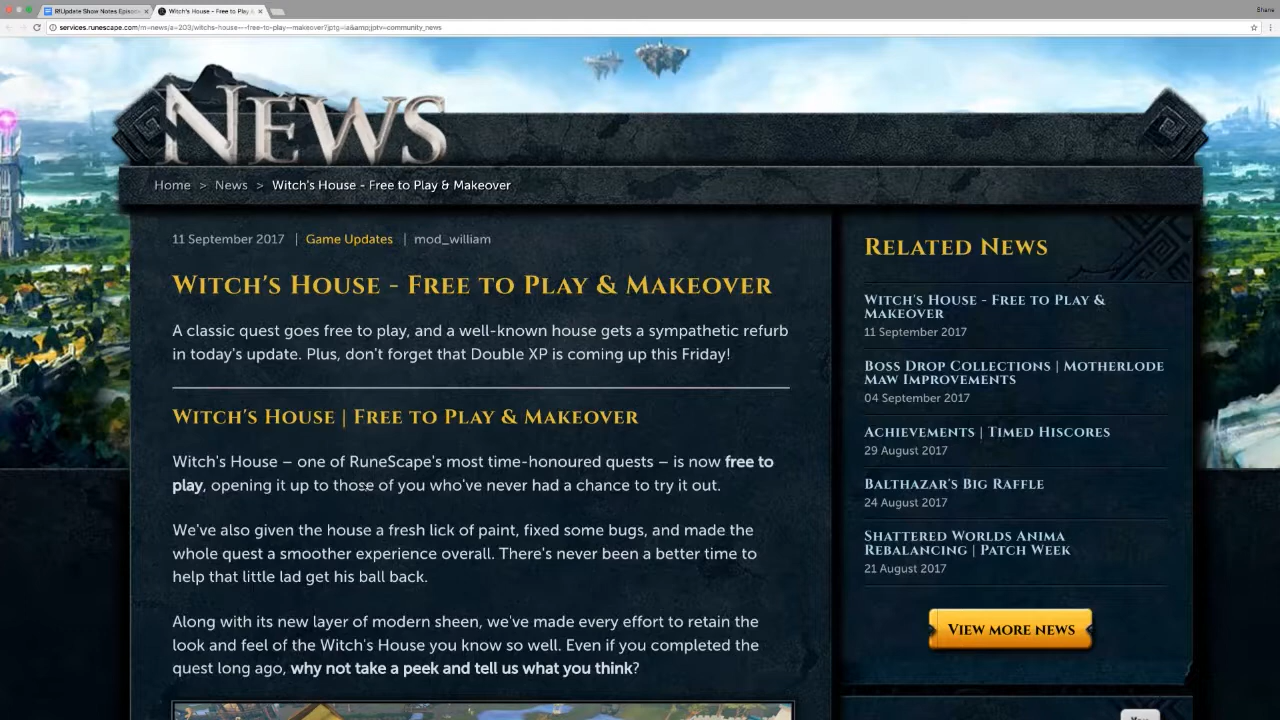 R!Update Show Notes Episod
Witch's House - Free to Play &
Share
services.runescape.com/m=news/a=203/witchs-house---free-to-play--makeover?jptg=ia&amp;jptv=community_news
News
Home > News > Witch's House - Free to Play & Makeover
11 September 2017 | Game Updates | mod_william
Witch's House - Free to Play & Makeover
A classic quest goes free to play, and a well-known house gets a sympathetic refurb
in today's update. Plus, don't forget that Double XP is coming up this Friday!
Witch's House | Free to Play & Makeover
Witch's House – one of RuneScape's most time-honoured quests – is now free to
play, opening it up to those of you who've never had a chance to try it out.
We've also given the house a fresh lick of paint, fixed some bugs, and made the
whole quest a smoother experience overall. There's never been a better time to
help that little lad get his ball back.
Along with its new layer of modern sheen, we've made every effort to retain the
look and feel of the Witch's House you know so well. Even if you completed the
quest long ago, why not take a peek and tell us what you think?
Related News
Witch's House - Free to Play &
Makeover
11 September 2017
Boss Drop Collections | Motherlode
Maw Improvements
04 September 2017
Achievements | Timed Hiscores
29 August 2017
Balthazar's Big Raffle
24 August 2017
Shattered Worlds Anima
Rebalancing | Patch Week
21 August 2017
View more news